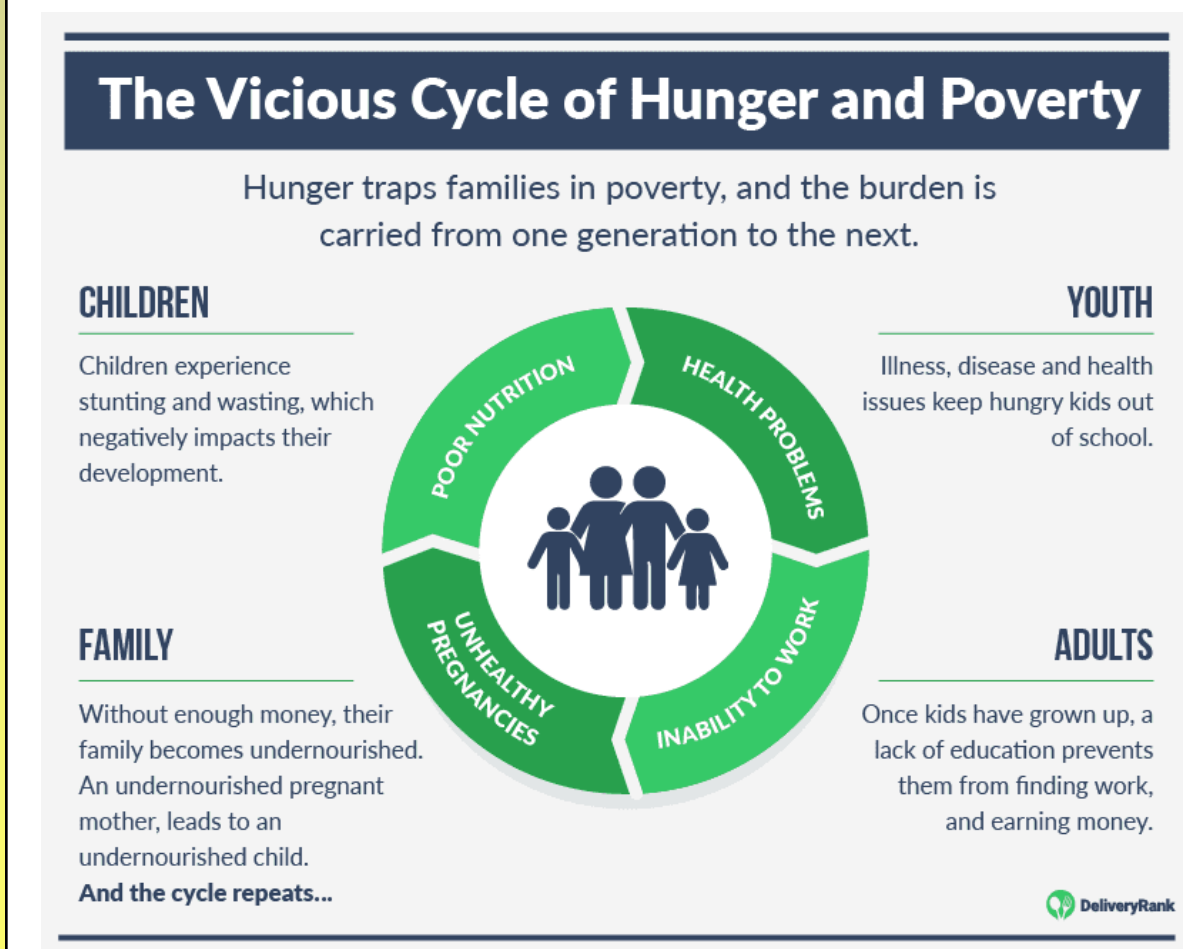 The Vicious Cycle of Hunger and Poverty
Hunger traps families in poverty, and the burden is
carried from one generation to the next.
CHILDREN
Children experience
stunting and wasting, which
negatively impacts their
development.
YOUTH
Illness, disease and health
issues keep hungry kids out
of school.
POOR NUTRITION
HEALTH PROBLEMS
INABILITY TO WORK
UNHEALTHY
PREGNANCIES
ADULTS
Once kids have grown up, a
lack of education prevents
them from finding work,
and earning money.
FAMILY
Without enough money, their
family becomes undernourished.
An undernourished pregnant
mother, leads to an
undernourished child.
And the cycle repeats...
DeliveryRank